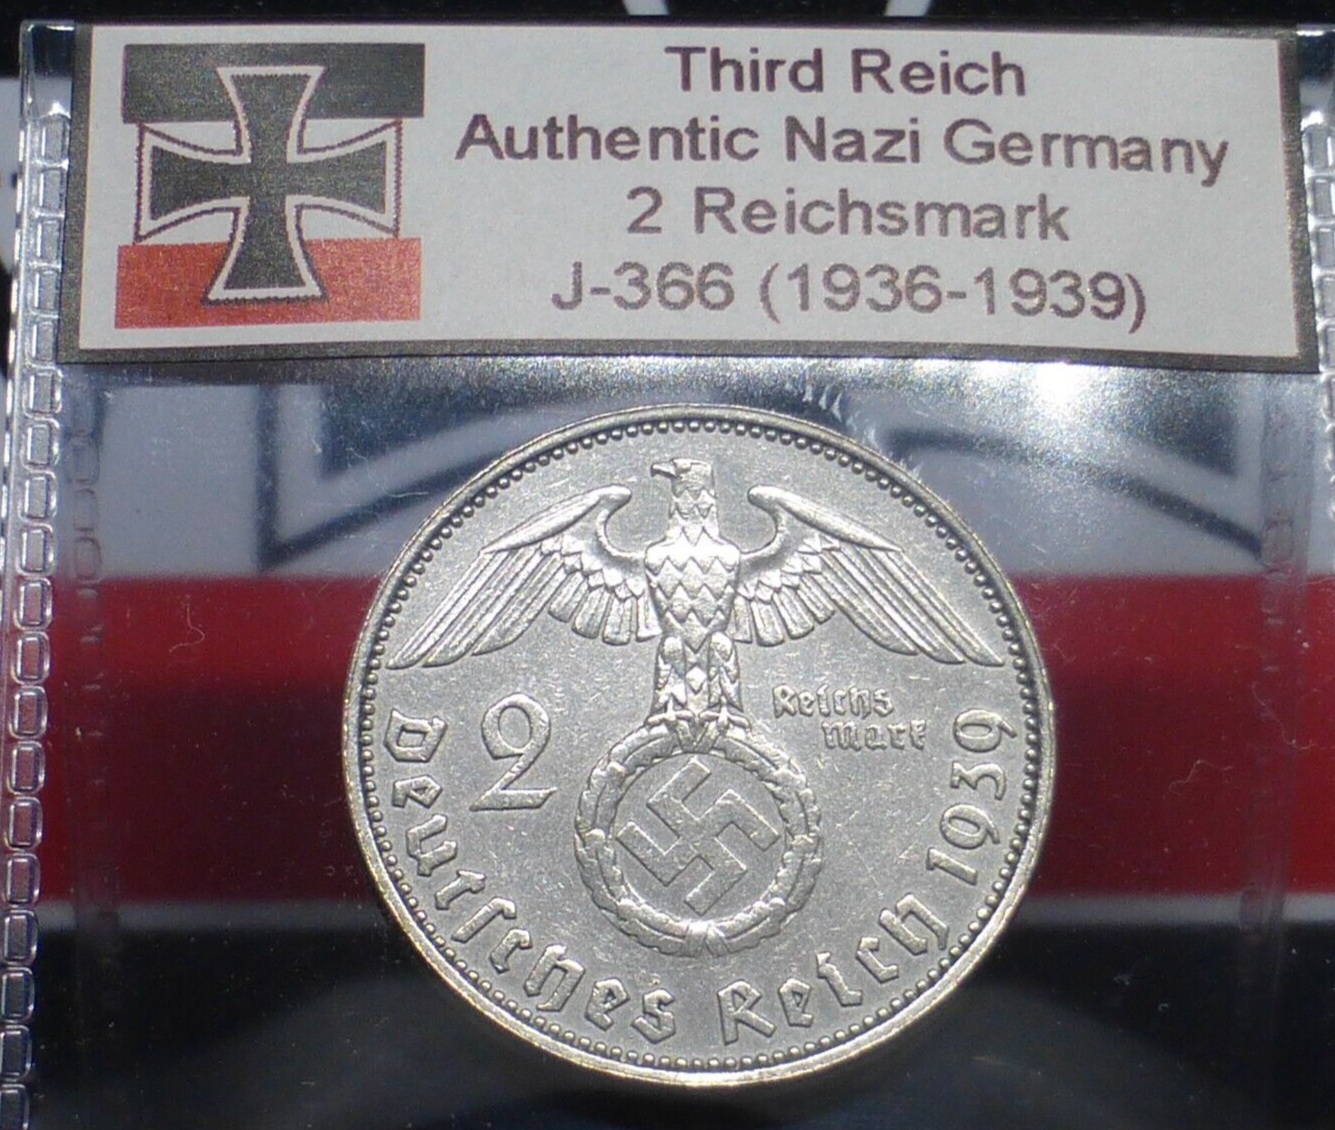 Third Reich
Authentic Nazi Germany
2 Reichsmark
J-366 (1936-1939)
2
Reichs
Mark
Deutsches Reich 1939